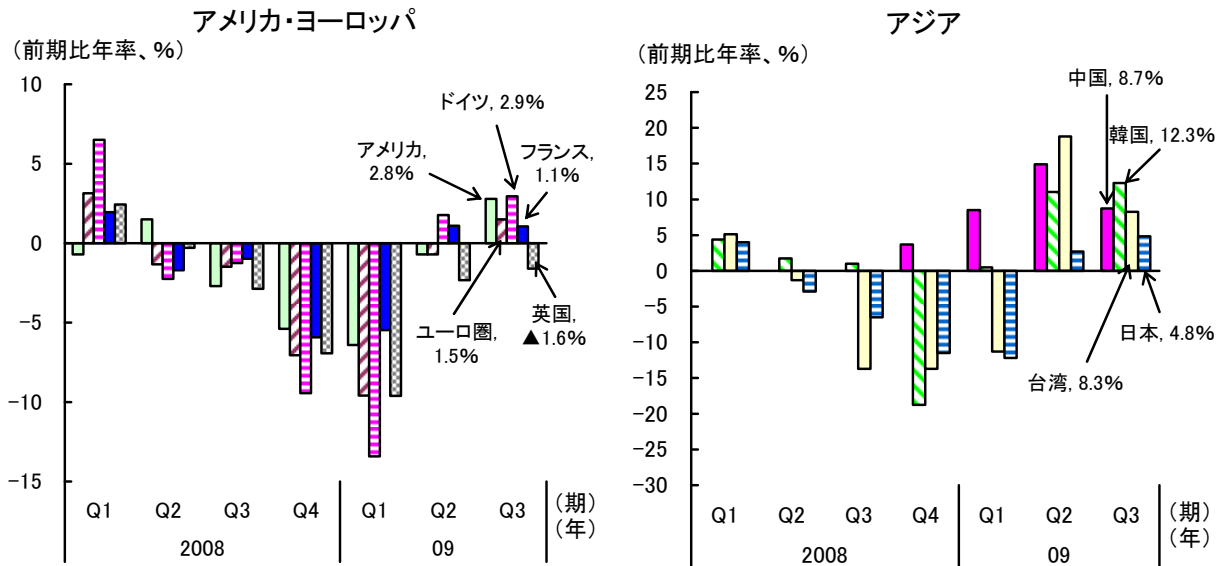 アメリカ・ヨーロッパ
(前期比年率、%)
10
5
0
-5
-10
-15
ドイツ, 2.9%
アメリカ,
2.8%
フランス,
1.1%
ユーロ圏,
1.5%
英国,
▲1.6%
Q1 Q2 Q3 Q4 Q1 Q2 Q3 (期)
2008 09 (年)
アジア
(前期比年率、%)
25
20
15
10
5
0
-5
-10
-15
-20
-25
-30
中国, 8.7%
韓国, 12.3%
日本, 4.8%
台湾, 8.3%
Q1 Q2 Q3 Q4 Q1 Q2 Q3 (期)
2008 09 (年)